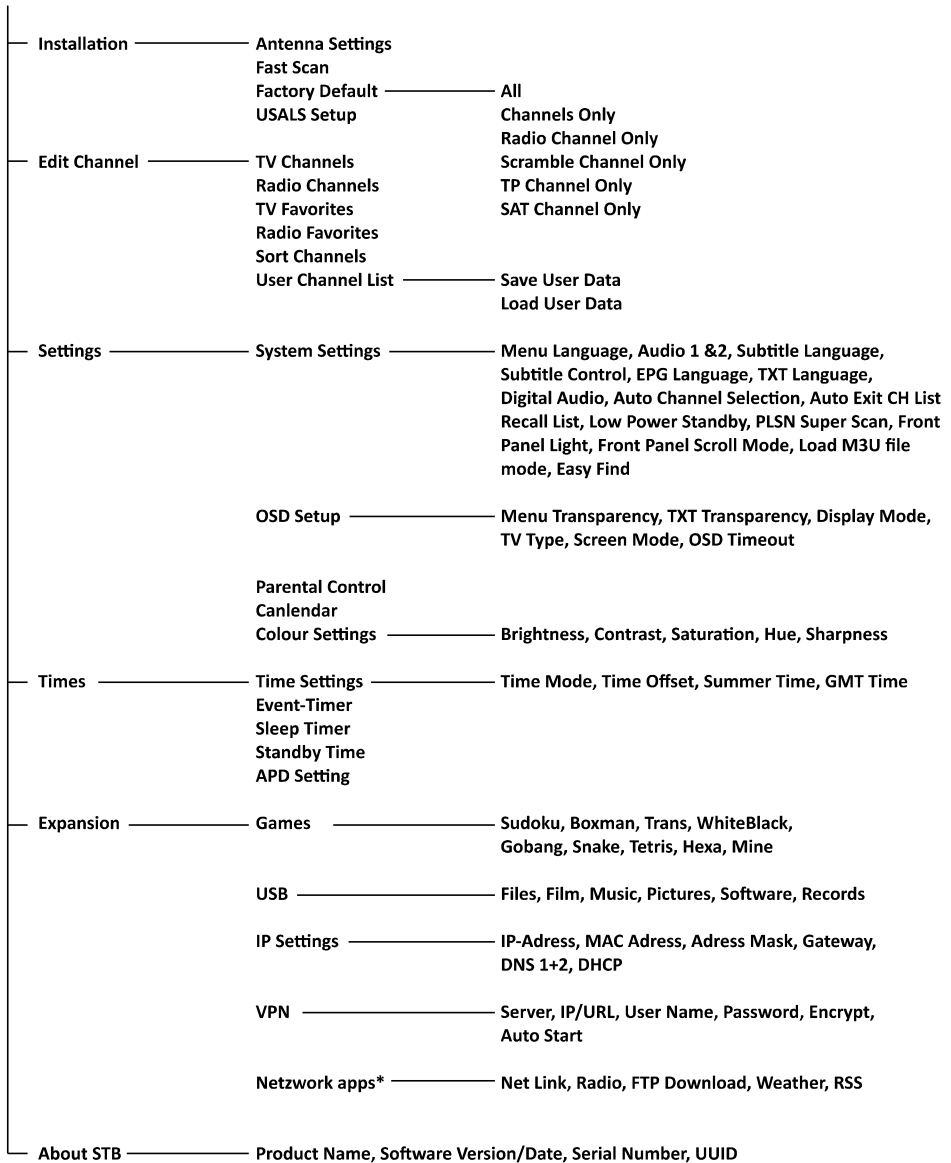 Installation Antenna Settings
Fast Scan
Factory Default All
USALS Setup Channels Only
Radio Channel Only
Edit Channel TV Channels Scramble Channel Only
Radio Channels TP Channel Only
TV Favorites SAT Channel Only
Radio Favorites
Sort Channels
User Channel List Save User Data
Load User Data
Settings System Settings Menu Language, Audio 1 &2, Subtitle Language,
Subtitle Control, EPG Language, TXT Language,
Digital Audio, Auto Channel Selection, Auto Exit CH List
Recall List, Low Power Standby, PLSN Super Scan, Front
Panel Light, Front Panel Scroll Mode, Load M3U file
mode, Easy Find
OSD Setup Menu Transparency, TXT Transparency, Display Mode,
TV Type, Screen Mode, OSD Timeout
Parental Control
Canlendar
Colour Settings Brightness, Contrast, Saturation, Hue, Sharpness
Times Time Settings Time Mode, Time Offset, Summer Time, GMT Time
Event-Timer
Sleep Timer
Standby Time
APD Setting
Expansion Games Sudoku, Boxman, Trans, WhiteBlack,
Gobang, Snake, Tetris, Hexa, Mine
USB Files, Film, Music, Pictures, Software, Records
IP Settings IP-Adress, MAC Adress, Adress Mask, Gateway,
DNS 1+2, DHCP
VPN Server, IP/URL, User Name, Password, Encrypt,
Auto Start
Netzwork apps* Net Link, Radio, FTP Download, Weather, RSS
About STB Product Name, Software Version/Date, Serial Number, UUID